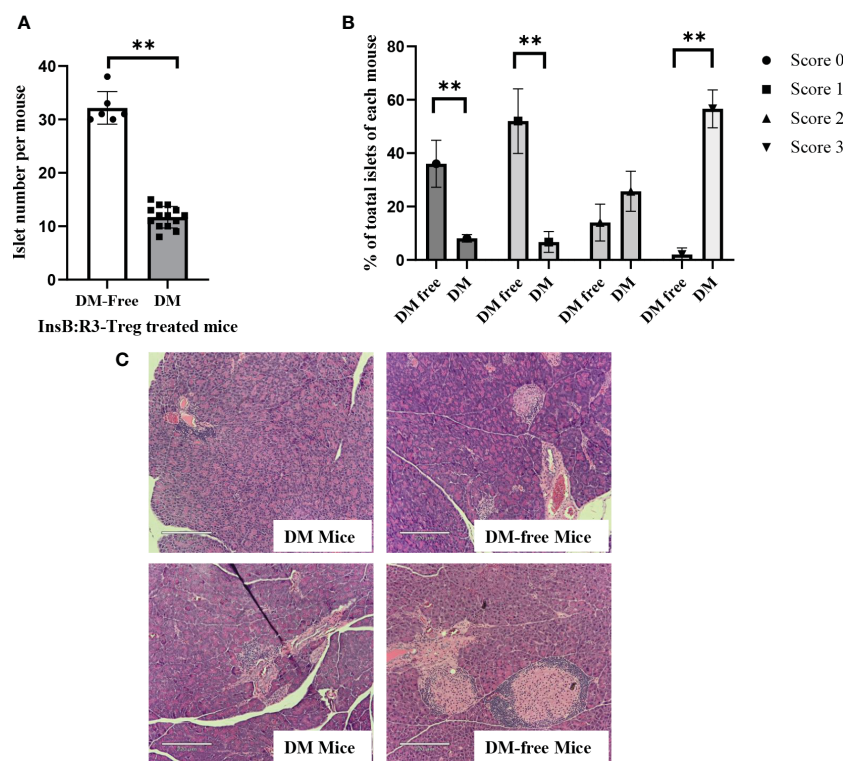 A
**
Islet number per mouse
40
30
20
10
0
DM-Free DM
InsB:R3-Treg treated mice
B
** ** **
% of toatal islets of each mouse
80
60
40
20
0
DM free DM DM free DM DM free DM DM free DM
Score 0
Score 1
Score 2
Score 3
C
DM Mice
DM-free Mice
DM Mice
DM-free Mice